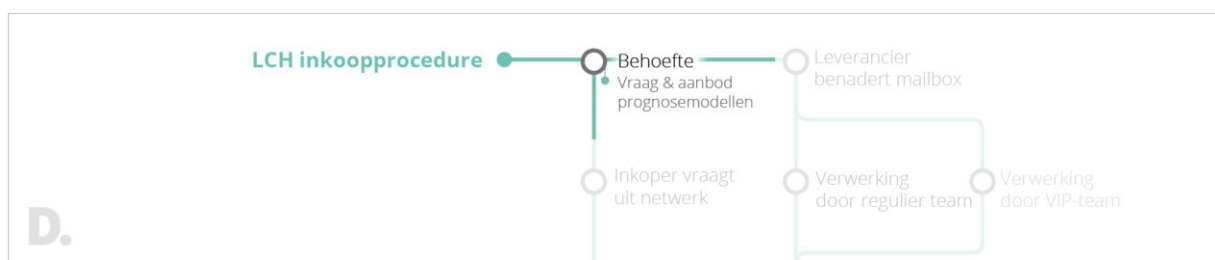 LCH inkoopprocedure
Behoefte
Vraag & aanbod
prognosemodellen
Leverancier
benadert mailbox
Inkoper vraagt
uit netwerk
Verwerking
door regulier team
Verwerking
door VIP-team
D.